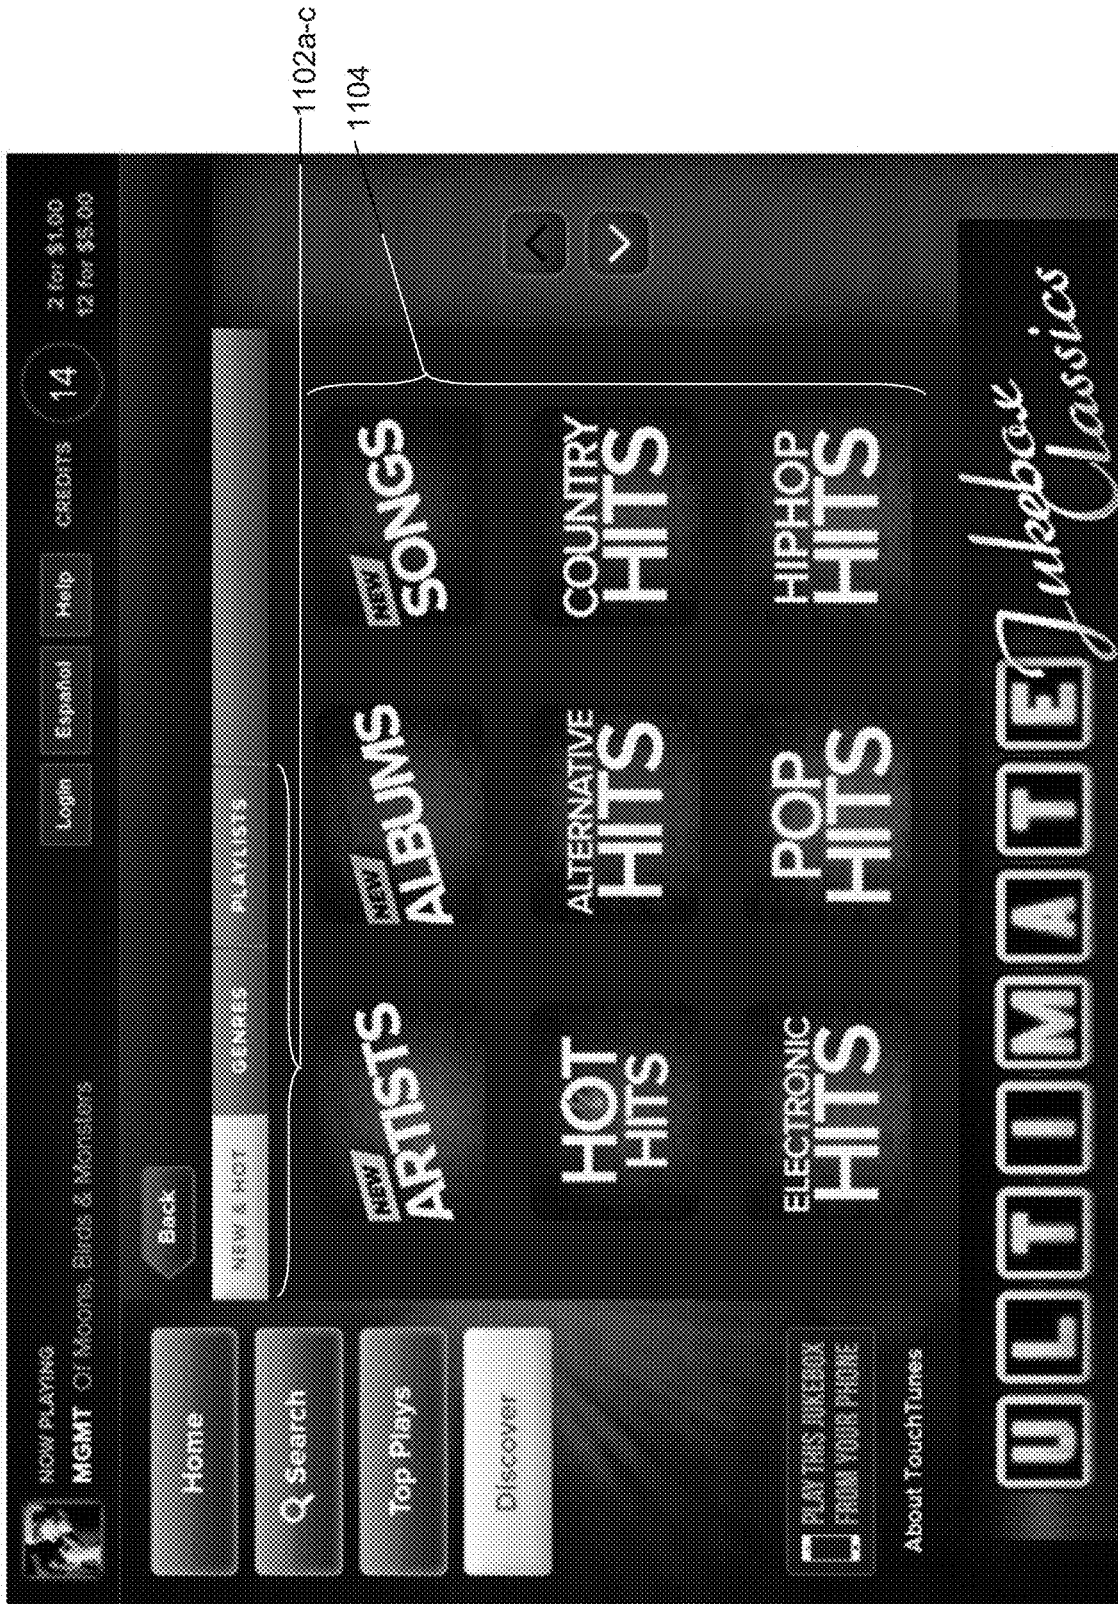 NOW PLAYING
MGMT Of Moons, Birds & Monsters
Login
Español
Help
CREDITS
14
2 for $1.00
12 for $5.00
Home
Search
Top Plays
Discover
Back
NEW & HOT
GENRES
PLAYLISTS
1102a-c
1104
NEW
ARTISTS
NEW
ALBUMS
NEW
SONGS
HOT
HITS
ALTERNATIVE
HITS
COUNTRY
HITS
ELECTRONIC
HITS
POP
HITS
HIPHOP
HITS
PLAY THIS JUKEBOX
FROM YOUR PHONE
About TouchTunes
ULTIMATE Jukebox
Classics